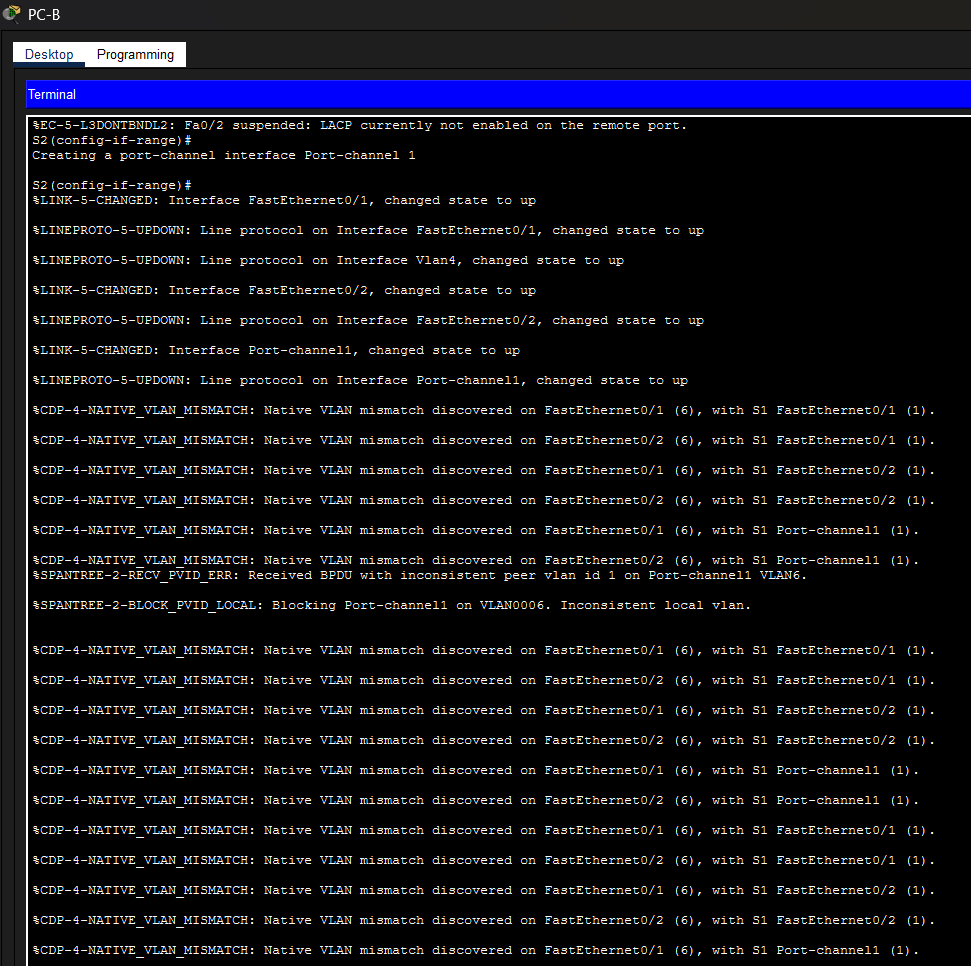 PC-B
Desktop Programming
Terminal
%EC-5-L3DONTBNDL2: Fa0/2 suspended: LACP currently not enabled on the remote port.
S2(config-if-range)#
Creating a port-channel interface Port-channel 1
S2(config-if-range)#
%LINK-5-CHANGED: Interface FastEthernet0/1, changed state to up
%LINEPROTO-5-UPDOWN: Line protocol on Interface FastEthernet0/1, changed state to up
%LINEPROTO-5-UPDOWN: Line protocol on Interface Vlan4, changed state to up
%LINK-5-CHANGED: Interface FastEthernet0/2, changed state to up
%LINEPROTO-5-UPDOWN: Line protocol on Interface FastEthernet0/2, changed state to up
%LINK-5-CHANGED: Interface Port-channel1, changed state to up
%LINEPROTO-5-UPDOWN: Line protocol on Interface Port-channel1, changed state to up
%CDP-4-NATIVE_VLAN_MISMATCH: Native VLAN mismatch discovered on FastEthernet0/1 (6), with S1 FastEthernet0/1 (1).
%CDP-4-NATIVE_VLAN_MISMATCH: Native VLAN mismatch discovered on FastEthernet0/2 (6), with S1 FastEthernet0/1 (1).
%CDP-4-NATIVE_VLAN_MISMATCH: Native VLAN mismatch discovered on FastEthernet0/1 (6), with S1 FastEthernet0/2 (1).
%CDP-4-NATIVE_VLAN_MISMATCH: Native VLAN mismatch discovered on FastEthernet0/2 (6), with S1 FastEthernet0/2 (1).
%CDP-4-NATIVE_VLAN_MISMATCH: Native VLAN mismatch discovered on FastEthernet0/1 (6), with S1 Port-channel1 (1).
%CDP-4-NATIVE_VLAN_MISMATCH: Native VLAN mismatch discovered on FastEthernet0/2 (6), with S1 Port-channel1 (1).
%SPANTREE-2-RECV_PVID_ERR: Received BPDU with inconsistent peer vlan id 1 on Port-channel1 VLAN6.
%SPANTREE-2-BLOCK_PVID_LOCAL: Blocking Port-channel1 on VLAN0006. Inconsistent local vlan.
%CDP-4-NATIVE_VLAN_MISMATCH: Native VLAN mismatch discovered on FastEthernet0/1 (6), with S1 FastEthernet0/1 (1).
%CDP-4-NATIVE_VLAN_MISMATCH: Native VLAN mismatch discovered on FastEthernet0/2 (6), with S1 FastEthernet0/1 (1).
%CDP-4-NATIVE_VLAN_MISMATCH: Native VLAN mismatch discovered on FastEthernet0/1 (6), with S1 FastEthernet0/2 (1).
%CDP-4-NATIVE_VLAN_MISMATCH: Native VLAN mismatch discovered on FastEthernet0/2 (6), with S1 FastEthernet0/2 (1).
%CDP-4-NATIVE_VLAN_MISMATCH: Native VLAN mismatch discovered on FastEthernet0/1 (6), with S1 Port-channel1 (1).
%CDP-4-NATIVE_VLAN_MISMATCH: Native VLAN mismatch discovered on FastEthernet0/2 (6), with S1 Port-channel1 (1).
%CDP-4-NATIVE_VLAN_MISMATCH: Native VLAN mismatch discovered on FastEthernet0/1 (6), with S1 FastEthernet0/1 (1).
%CDP-4-NATIVE_VLAN_MISMATCH: Native VLAN mismatch discovered on FastEthernet0/2 (6), with S1 FastEthernet0/1 (1).
%CDP-4-NATIVE_VLAN_MISMATCH: Native VLAN mismatch discovered on FastEthernet0/1 (6), with S1 FastEthernet0/2 (1).
%CDP-4-NATIVE_VLAN_MISMATCH: Native VLAN mismatch discovered on FastEthernet0/2 (6), with S1 FastEthernet0/2 (1).
%CDP-4-NATIVE_VLAN_MISMATCH: Native VLAN mismatch discovered on FastEthernet0/1 (6), with S1 Port-channel1 (1).